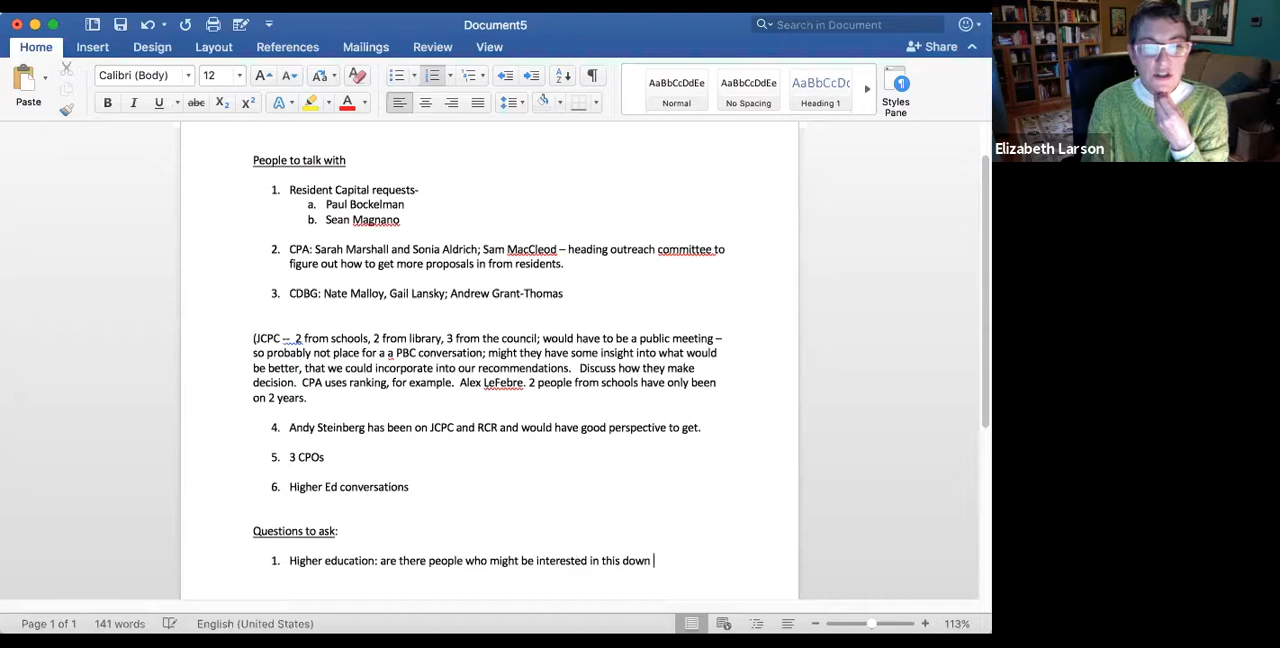 Document5
Search in Document
Home Insert Design Layout References Mailings Review View
Share
Paste
Calibri (Body) 12
AaBbCcDdEe AaBbCcDdEe AaBbCcDc
Normal No Spacing Heading 1
Styles
Pane
Elizabeth Larson
People to talk with
1. Resident Capital requests-
a. Paul Bockelman
b. Sean Magnano
2. CPA: Sarah Marshall and Sonia Aldrich; Sam MacCleod – heading outreach committee to
figure out how to get more proposals in from residents.
3. CDBG: Nate Malloy, Gail Lansky; Andrew Grant-Thomas
(JCPC -- 2 from schools, 2 from library, 3 from the council; would have to be a public meeting –
so probably not place for a a PBC conversation; might they have some insight into what would
be better, that we could incorporate into our recommendations. Discuss how they make
decision. CPA uses ranking, for example. Alex LeFebre. 2 people from schools have only been
on 2 years.
4. Andy Steinberg has been on JCPC and RCR and would have good perspective to get.
5. 3 CPOs
6. Higher Ed conversations
Questions to ask:
1. Higher education: are there people who might be interested in this down
Page 1 of 1 141 words English (United States) 113%